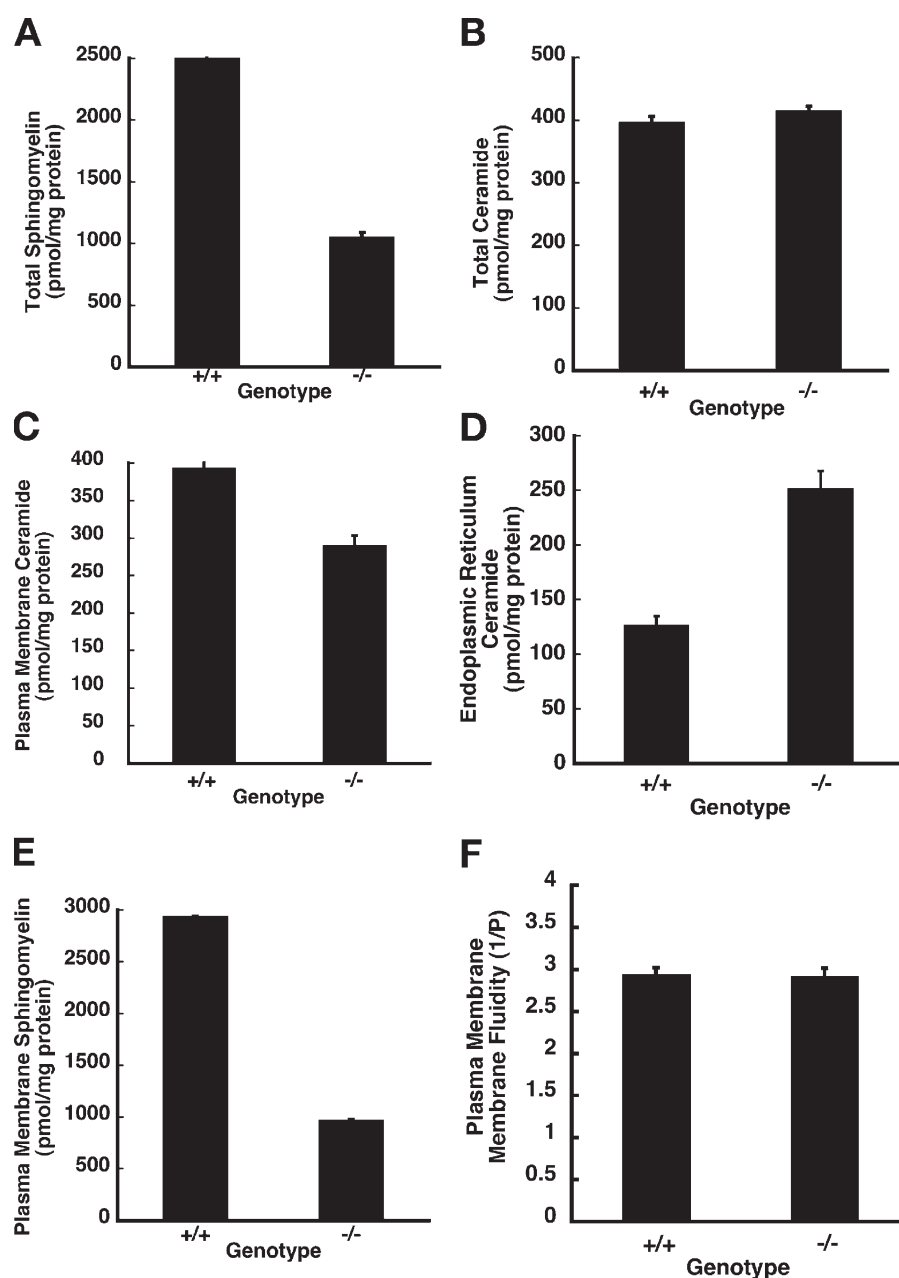 A
Total Sphingomyelin
(pmol/mg protein)
2500
2000
1500
1000
500
0
+/+ -/-
Genotype
B
Total Ceramide
(pmol/mg protein)
500
400
300
200
100
0
+/+ -/-
Genotype
C
Plasma Membrane Ceramide
(pmol/mg protein)
400
350
300
250
200
150
100
50
0
+/+ -/-
Genotype
D
Endoplasmic Reticulum
Ceramide
(pmol/mg protein)
300
250
200
150
100
50
0
+/+ -/-
Genotype
E
Plasma Membrane Sphingomyelin
(pmol/mg protein)
3000
2500
2000
1500
1000
500
0
+/+ -/-
Genotype
F
Plasma Membrane
Membrane Fluidity (1/P)
4
3.5
3
2.5
2
1.5
1
0.5
0
+/+ -/-
Genotype